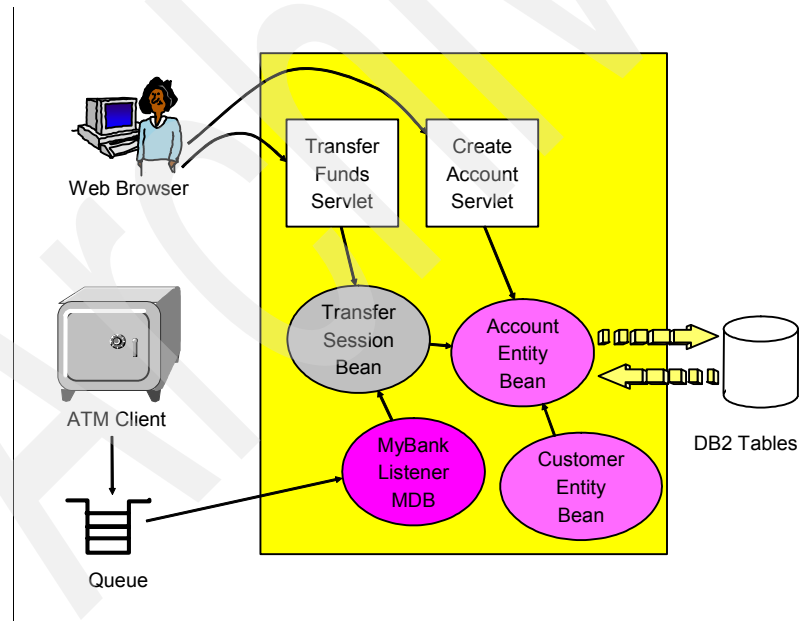 Web Browser
Transfer
Funds
Servlet
Create
Account
Servlet
ATM Client
Transfer
Session
Bean
Account
Entity
Bean
DB2 Tables
MyBank
Listener
MDB
Customer
Entity
Bean
Queue